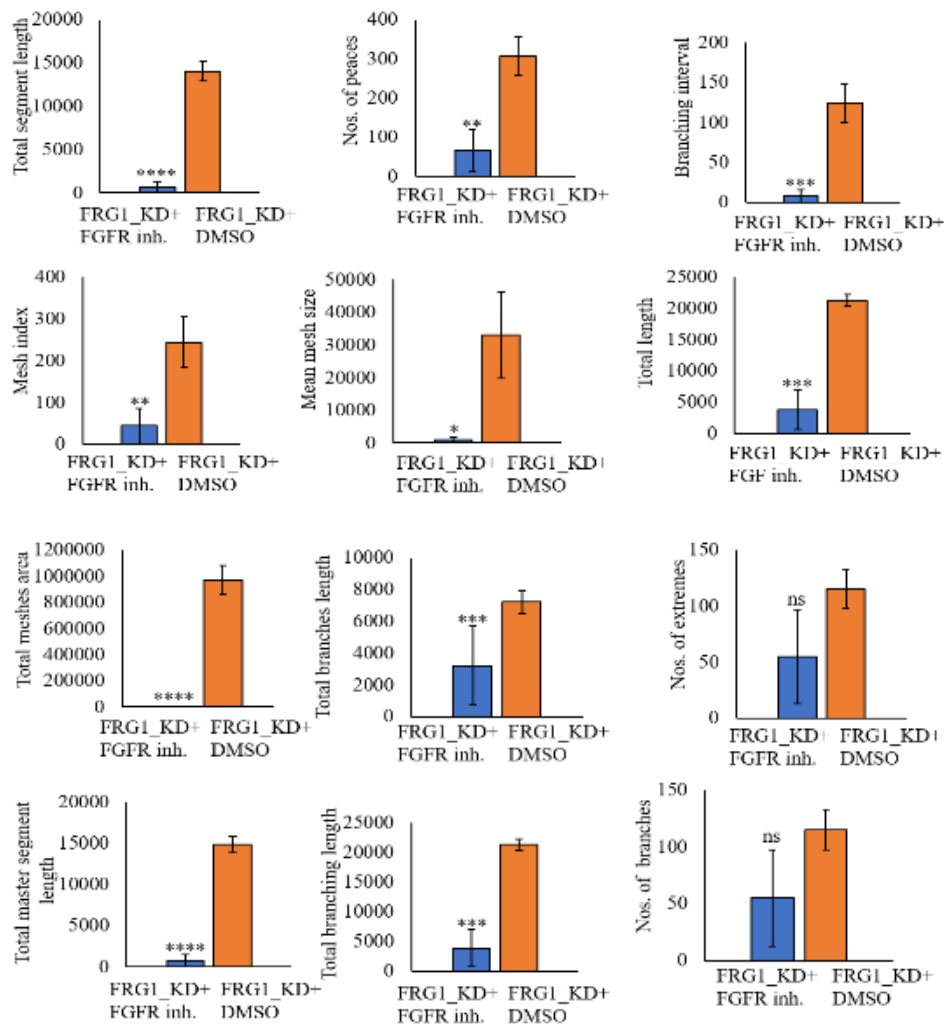 Total segment length
20000
15000
10000
5000
0
****
FRG1_KD+ FRG1_KD+
FGFR inh. DMSO
Nos. of peaces
400
300
200
100
0
**
FRG1_KD+ FRG1_KD+
FGFR inh. DMSO
Branching interval
200
150
100
50
0
***
FRG1_KD+ FRG1_KD+
FGFR inh. DMSO
Mesh index
400
300
200
100
0
**
FRG1_KD+ FRG1_KD+
FGFR inh. DMSO
Mean mesh size
50000
40000
30000
20000
10000
0
*
FRG1_KD+ FRG1_KD+
FGFR inh. DMSO
Total length
25000
20000
15000
10000
5000
0
***
FRG1_KD+ FRG1_KD+
FGF inh. DMSO
Total meshes area
1200000
1000000
800000
600000
400000
200000
0
****
FRG1_KD+ FRG1_KD+
FGFR inh. DMSO
Total branches length
10000
8000
6000
4000
2000
0
***
FRG1_KD+ FRG1_KD+
FGFR inh. DMSO
Nos. of extremes
150
100
50
0
ns
FRG1_KD+ FRG1_KD+
FGFR inh. DMSO
Total master segment
length
20000
15000
10000
5000
0
****
FRG1_KD+ FRG1_KD+
FGFR inh. DMSO
Total branching length
25000
20000
15000
10000
5000
0
***
FRG1_KD+ FRG1_KD+
FGFR inh. DMSO
Nos. of branches
150
100
50
0
ns
FRG1_KD+ FRG1_KD+
FGFR inh. DMSO